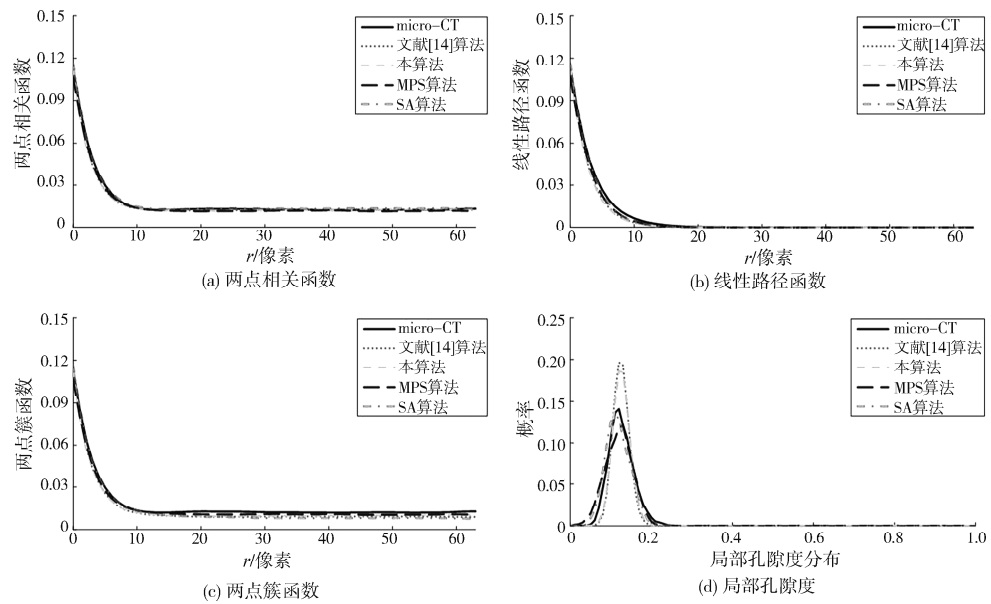 0.15
0.12
0.09
0.06
0.03
0
两点相关函数
micro-CT
文献[14]算法
本算法
MPS算法
SA算法
0 10 20 30 40 50 60
r/像素
(a) 两点相关函数
0.15
0.12
0.09
0.06
0.03
0
线性路径函数
micro-CT
文献[14]算法
本算法
MPS算法
SA算法
0 10 20 30 40 50 60
r/像素
(b) 线性路径函数
0.15
0.12
0.09
0.06
0.03
0
两点簇函数
micro-CT
文献[14]算法
本算法
MPS算法
SA算法
0 10 20 30 40 50 60
r/像素
(c) 两点簇函数
0.25
0.20
0.15
0.10
0.05
0
概率
micro-CT
文献[14]算法
本算法
MPS算法
SA算法
0 0.2 0.4 0.6 0.8 1.0
局部孔隙度分布
(d) 局部孔隙度